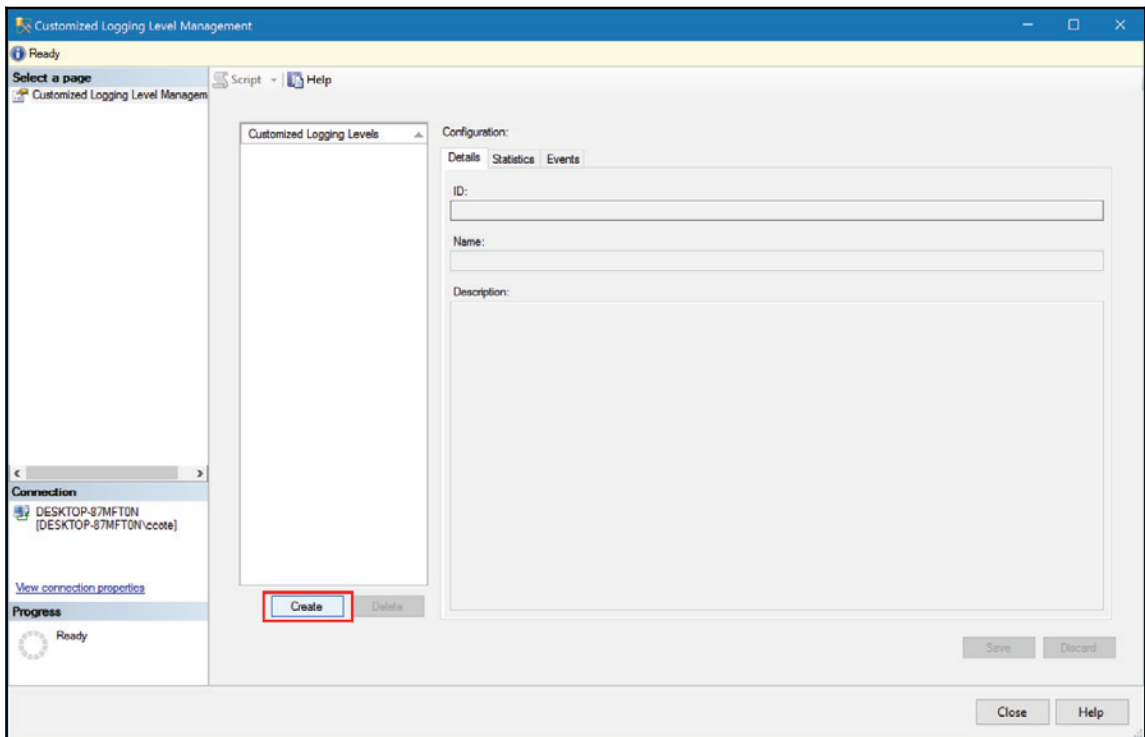 Customized Logging Level Management
Ready
Select a page
Customized Logging Level Managem
Script
Help
Customized Logging Levels
Configuration:
Details Statistics Events
ID:
Name:
Description:
Connection
DESKTOP-87MFT0N
[DESKTOP-87MFT0N\ccote]
View connection properties
Progress
Ready
Create Delete
Save Discard
Close Help